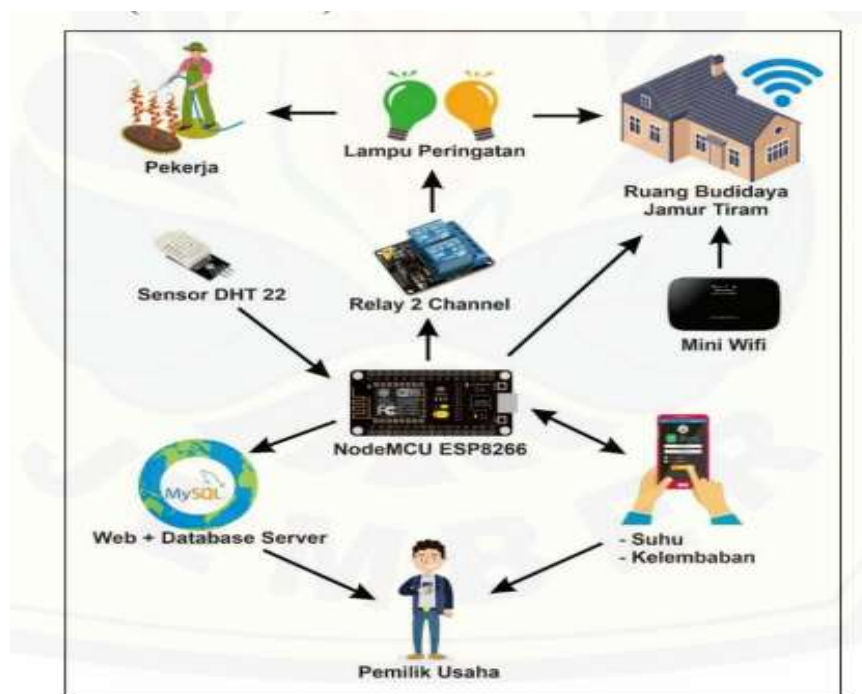 Pekerja
Lampu Peringatan
Ruang Budidaya
Jamur Tiram
Sensor DHT 22
Relay 2 Channel
Mini Wifi
NodeMCU ESP8266
MySQL
Web + Database Server
- Suhu
- Kelembaban
Pemilik Usaha